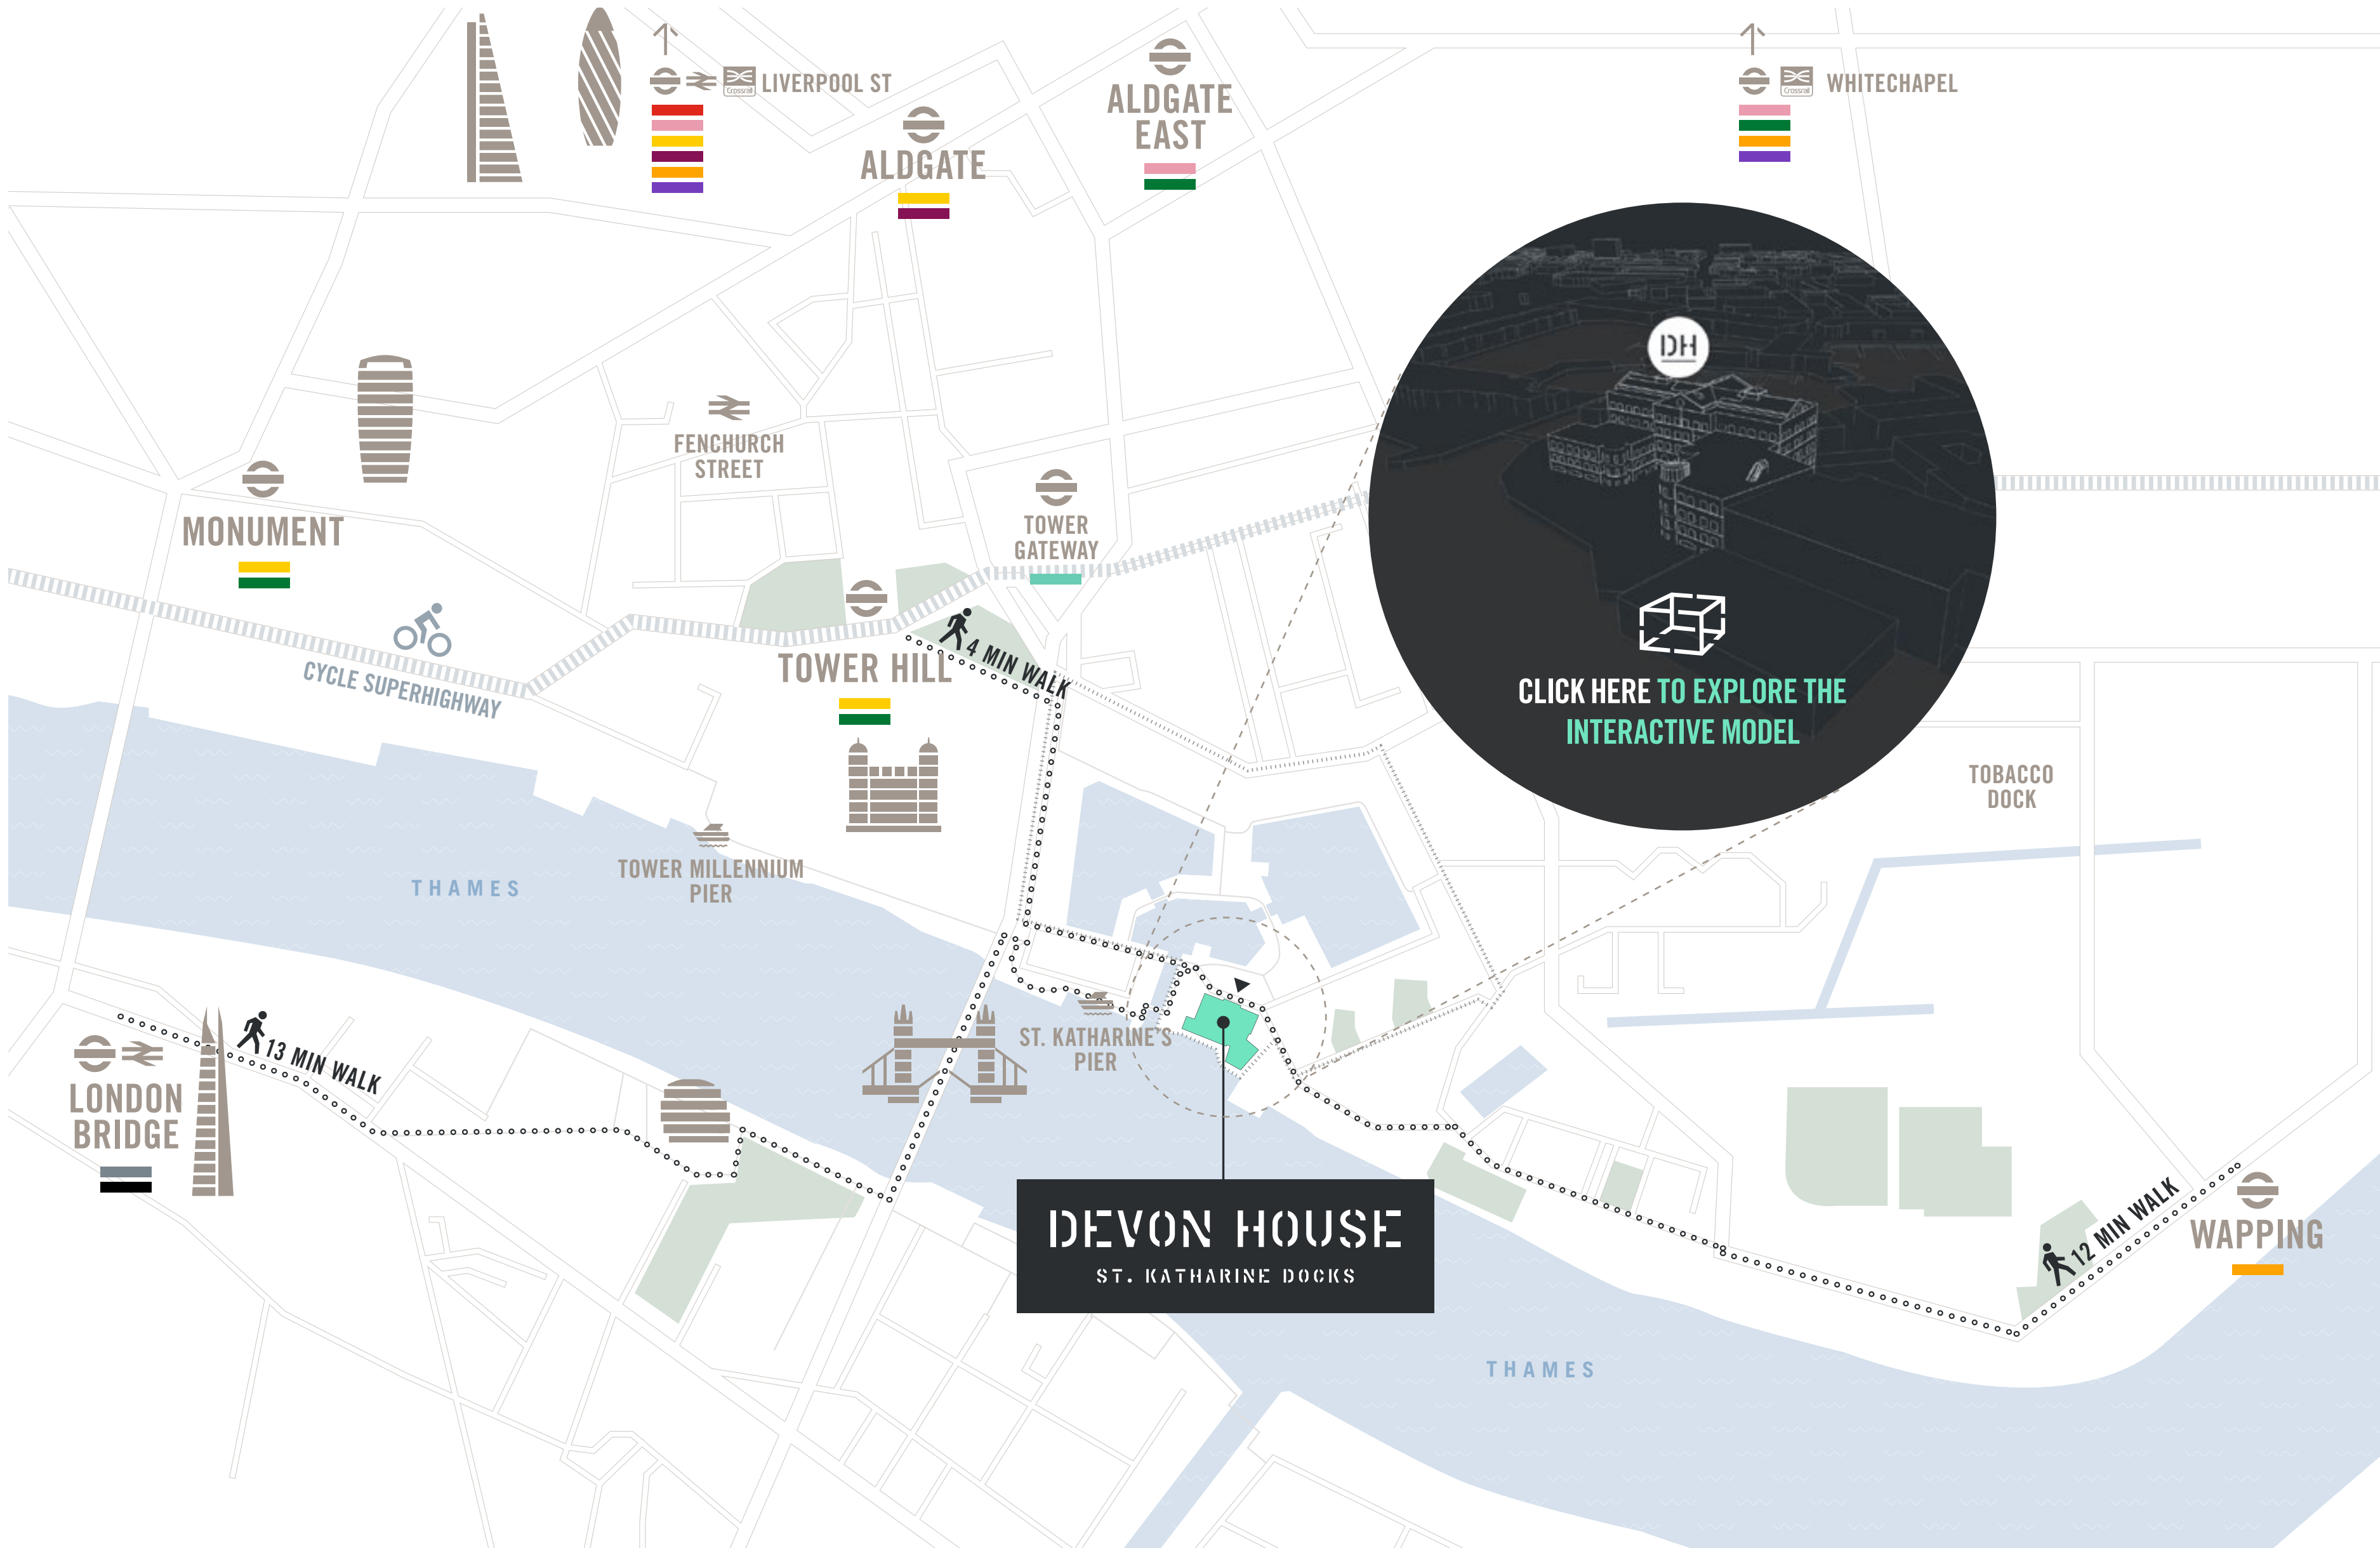 Crossrail
LIVERPOOL ST
ALDGATE
EAST
ALDGATE
Crossrail
WHITECHAPEL
DH
FENCHURCH
STREET
MONUMENT
TOWER
GATEWAY
CYCLE SUPERHIGHWAY
TOWER HILL
4 MIN WALK
CLICK HERE TO EXPLORE THE
INTERACTIVE MODEL
TOBACCO
DOCK
THAMES
TOWER MILLENNIUM
PIER
ST. KATHARINE'S
PIER
13 MIN WALK
LONDON
BRIDGE
DEVON HOUSE
ST. KATHARINE DOCKS
12 MIN WALK
WAPPING
THAMES